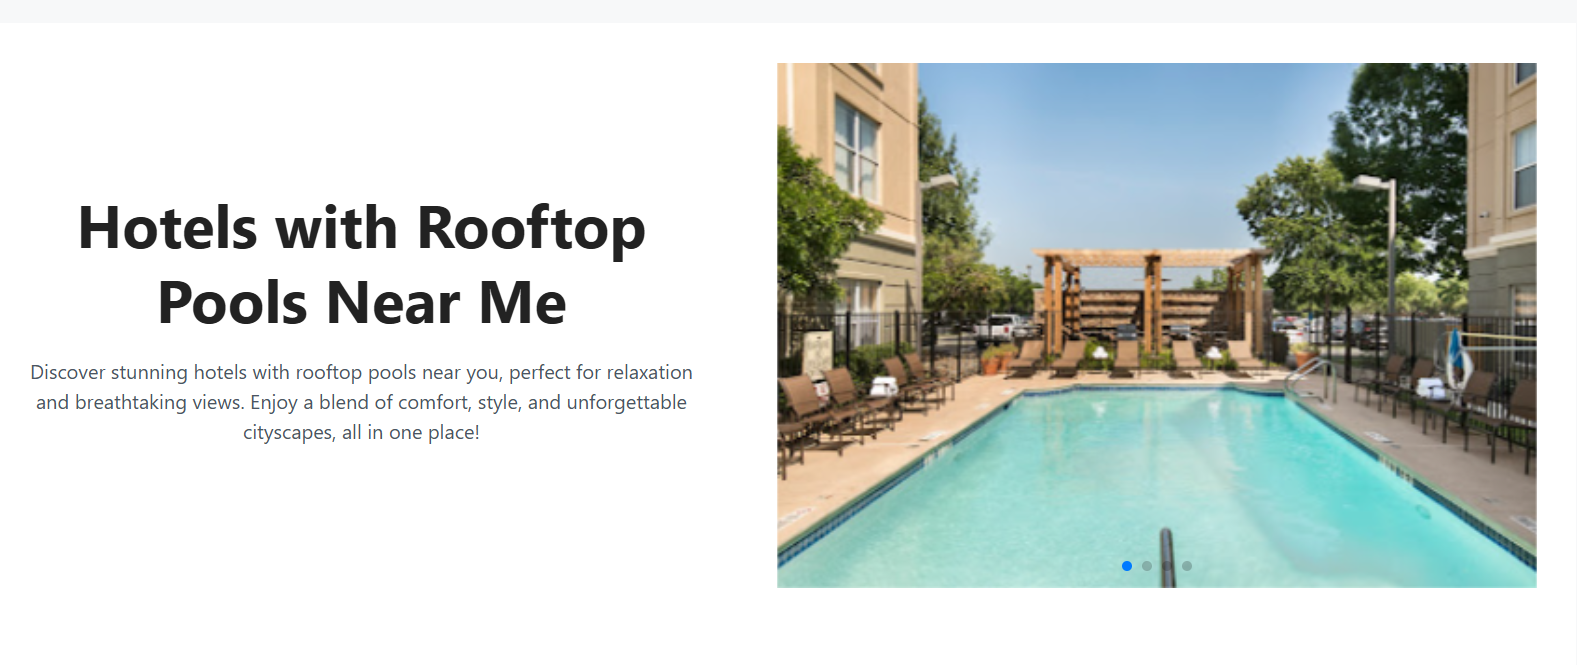 Hotels with Rooftop
Pools Near Me
Discover stunning hotels with rooftop pools near you, perfect for relaxation
and breathtaking views. Enjoy a blend of comfort, style, and unforgettable
cityscapes, all in one place!